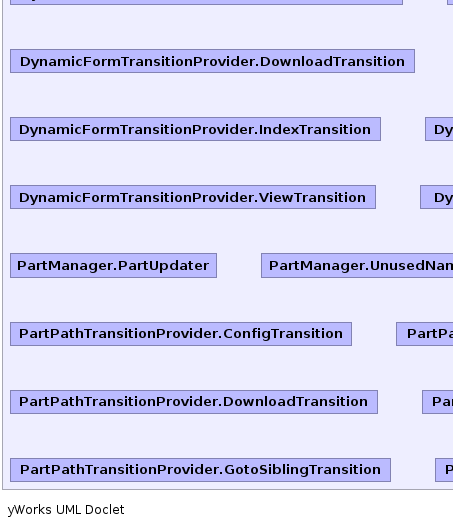 DynamicFormTransitionProvider.DownloadTransition
DynamicFormTransitionProvider.IndexTransition Dy
DynamicFormTransitionProvider.ViewTransition Dy
PartManager.PartUpdater PartManager.UnusedNam
PartPathTransitionProvider.ConfigTransition PartPa
PartPathTransitionProvider.DownloadTransition Par
PartPathTransitionProvider.GotoSiblingTransition P
yWorks UML Doclet